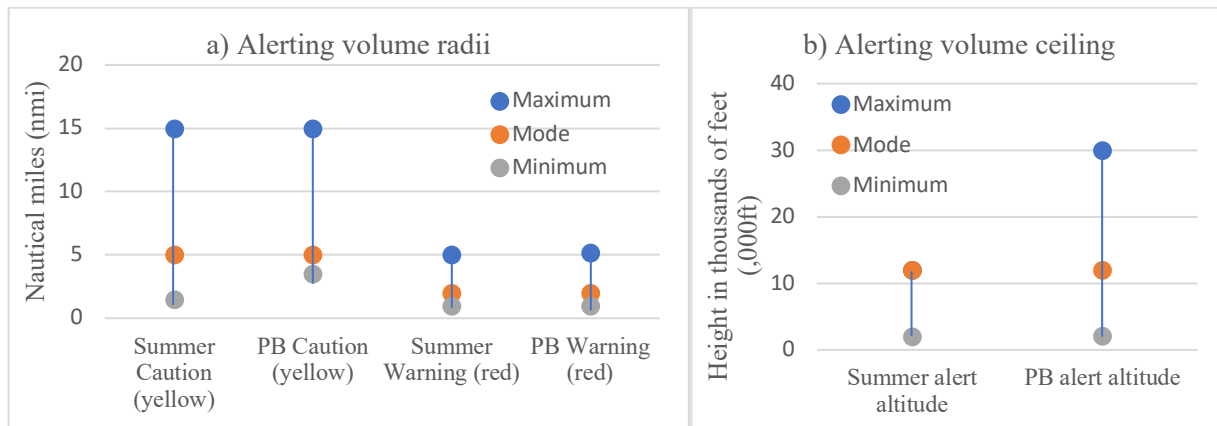 a) Alerting volume radii
Nautical miles (nmi)
20
15
10
5
0
Maximum
Mode
Minimum
Summer
Caution
(yellow)
PB Caution
(yellow)
Summer
Warning (red)
PB Warning
(red)
b) Alerting volume ceiling
Height in thousands of feet
(,000ft)
40
30
20
10
0
Maximum
Mode
Minimum
Summer alert
altitude
PB alert altitude